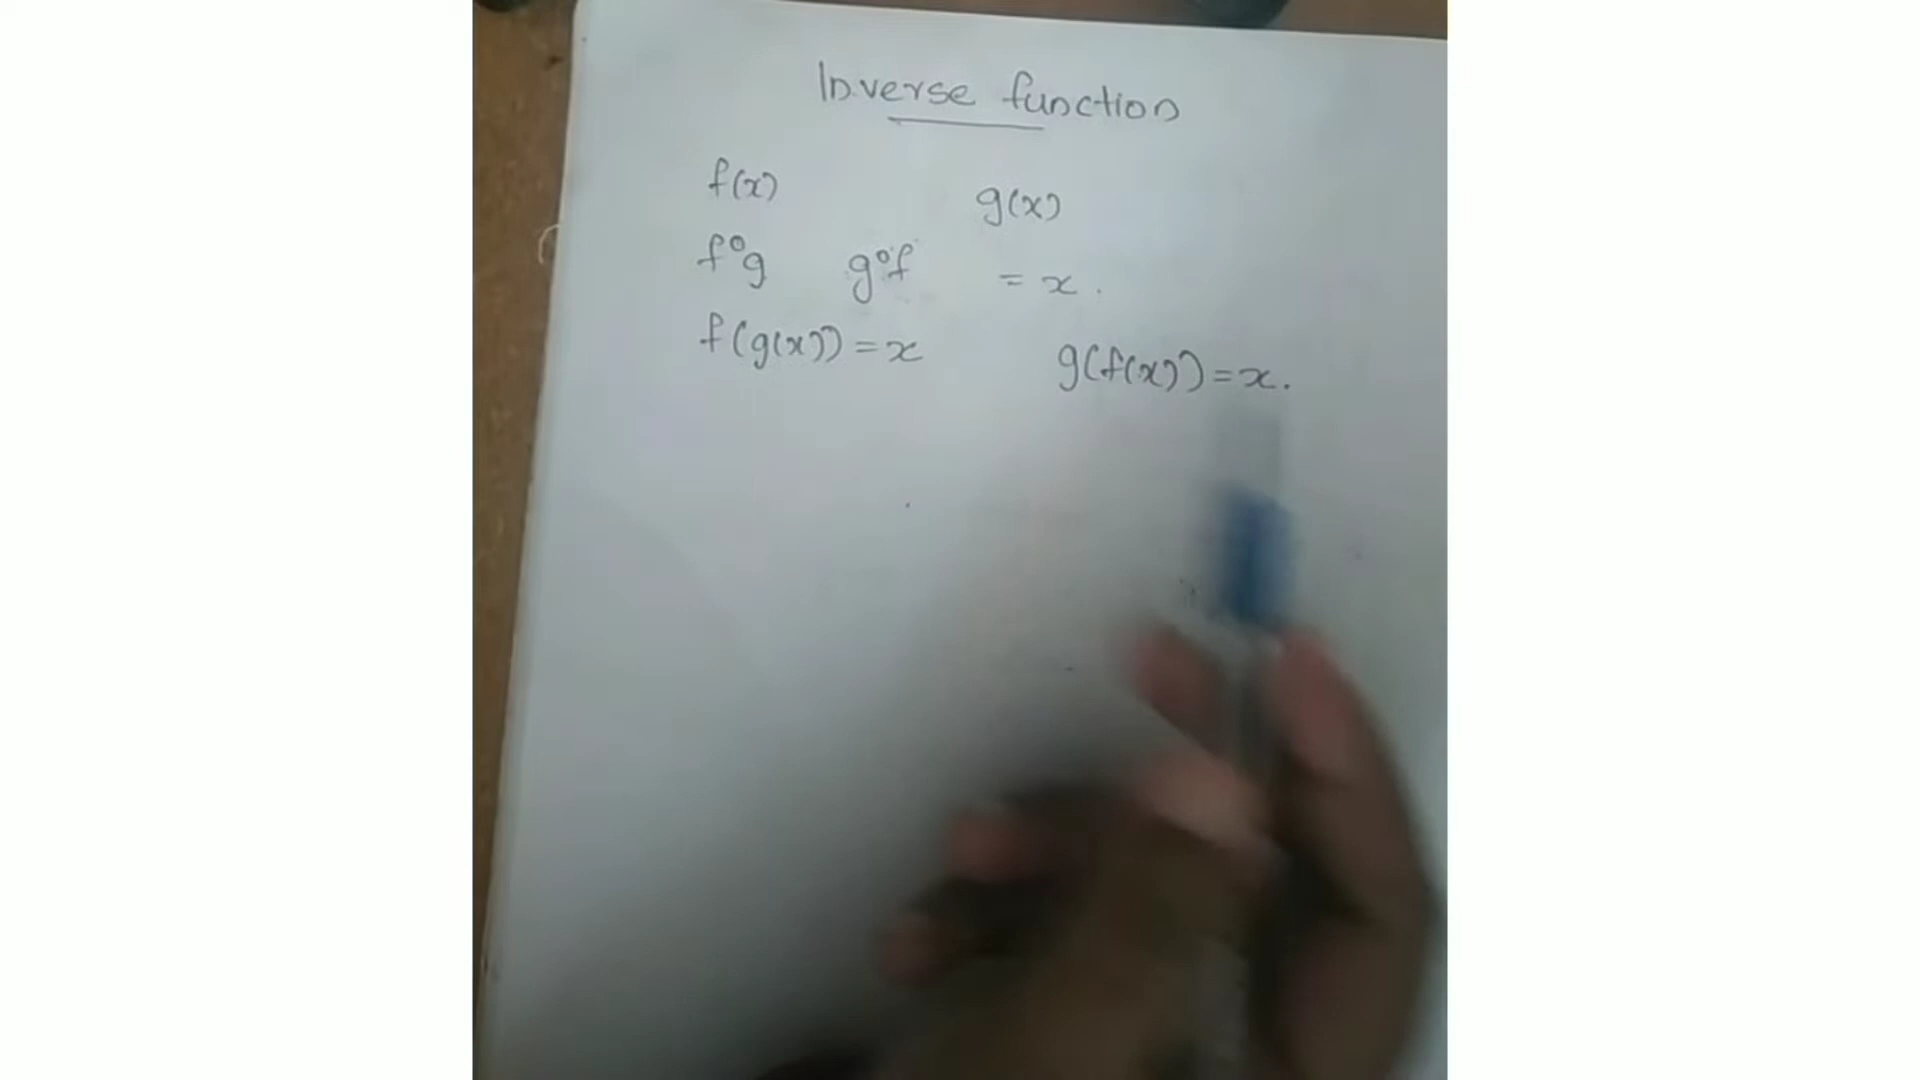 Inverse function
f(x) g(x)
f∘g g∘f = x.
f(g(x)) = x g(f(x)) = x.